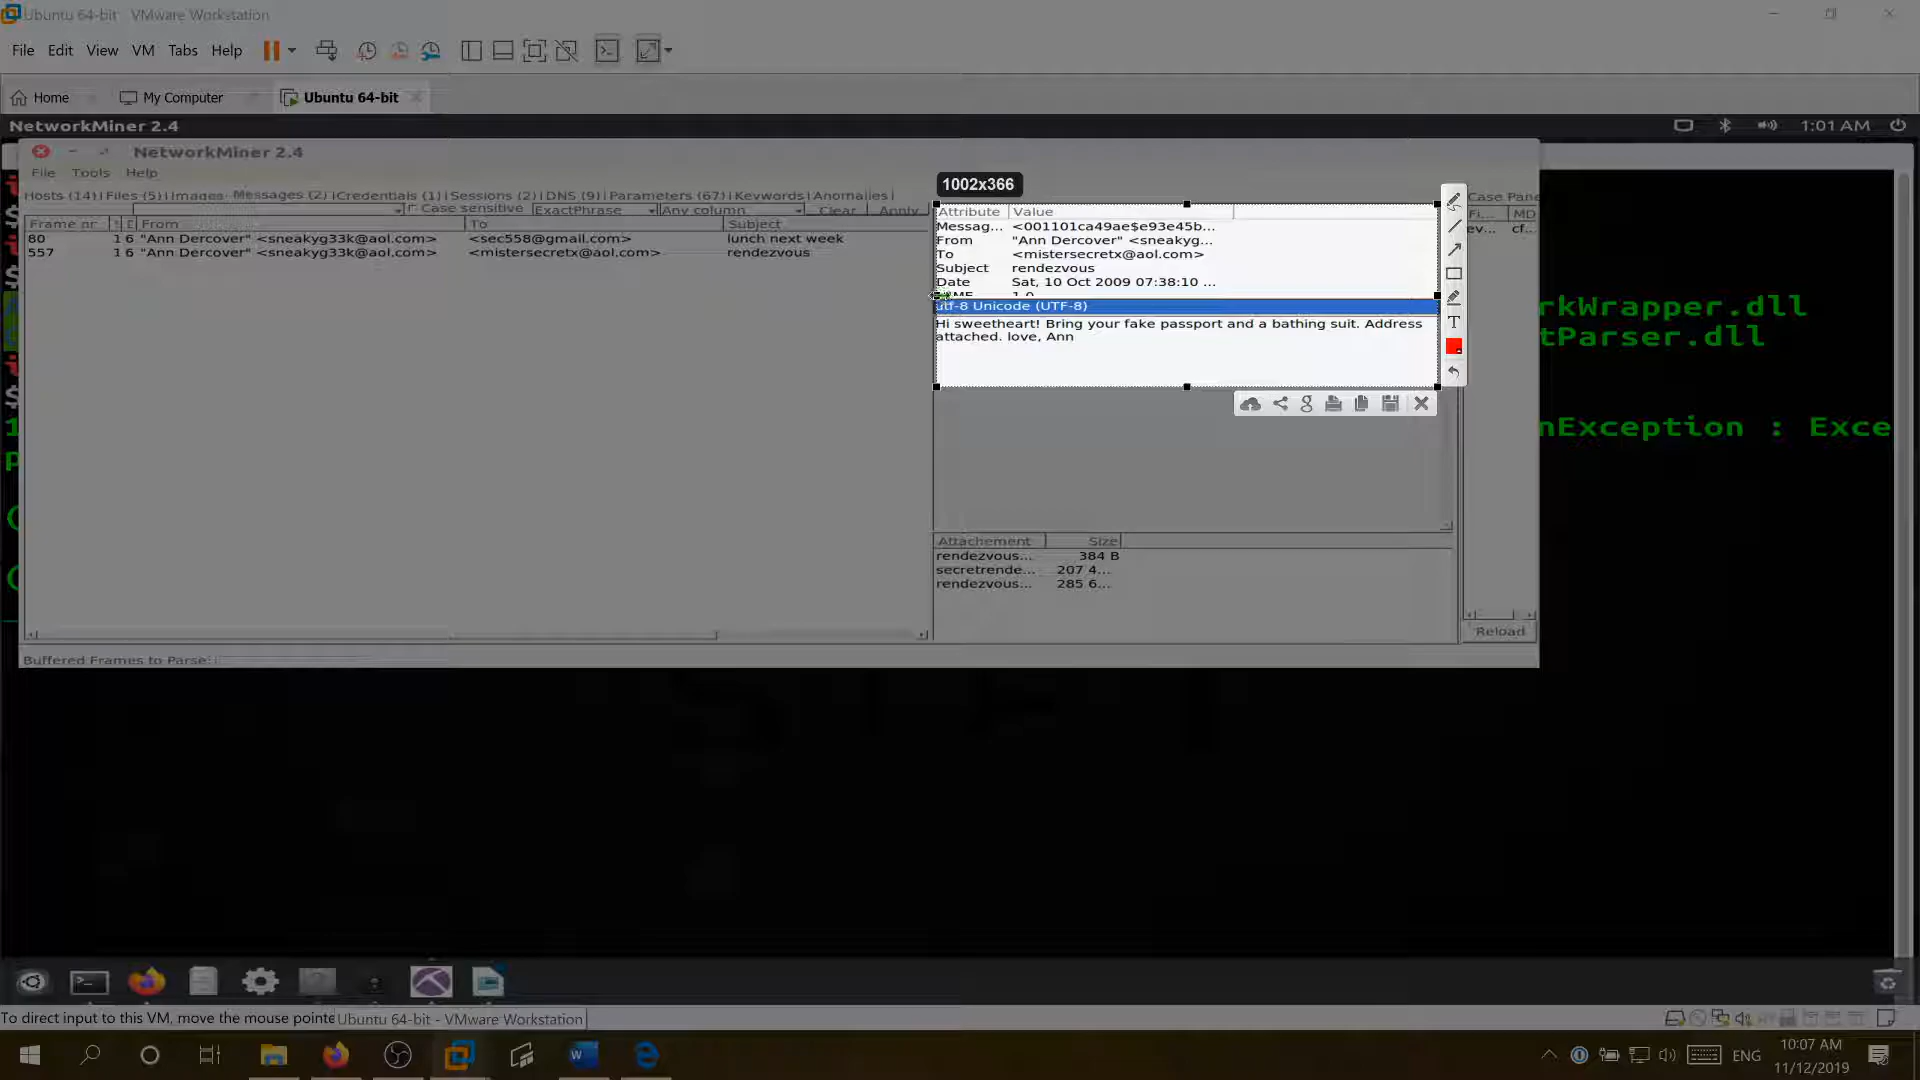 Ubuntu 64-bit - VMware Workstation
File Edit View VM Tabs Help
Home My Computer Ubuntu 64-bit
NetworkMiner 2.4 1:01 AM
NetworkMiner 2.4
File Tools Help
Hosts (14) Files (5) Images Messages (2) Credentials (1) Sessions (2) DNS (9) Parameters (67) Keywords Anomalies
Case sensitive ExactPhrase Any column Clear Apply
Frame nr From To Subject
80 "Ann Dercover" <sneakyg33k@aol.com> <sec558@gmail.com> lunch next week
557 "Ann Dercover" <sneakyg33k@aol.com> <mistersecretx@aol.com> rendezvous
1002x366
Attribute Value
Messag... <001101ca49ae$e93e45b...
From "Ann Dercover" <sneakyg...
To <mistersecretx@aol.com>
Subject rendezvous
Date Sat, 10 Oct 2009 07:38:10 ...
utf-8 Unicode (UTF-8)
Hi sweetheart! Bring your fake passport and a bathing suit. Address
attached. love, Ann
Attachement Size
rendezvous... 384 B
secretrende... 207 4...
rendezvous... 285 6...
Case Pane
Fi... MD
ev... cf...
Reload
rkWrapper.dll
tParser.dll
nException : Exce
Buffered Frames to Parse:
To direct input to this VM, move the mouse pointe
Ubuntu 64-bit - VMware Workstation
ENG
10:07 AM
11/12/2019